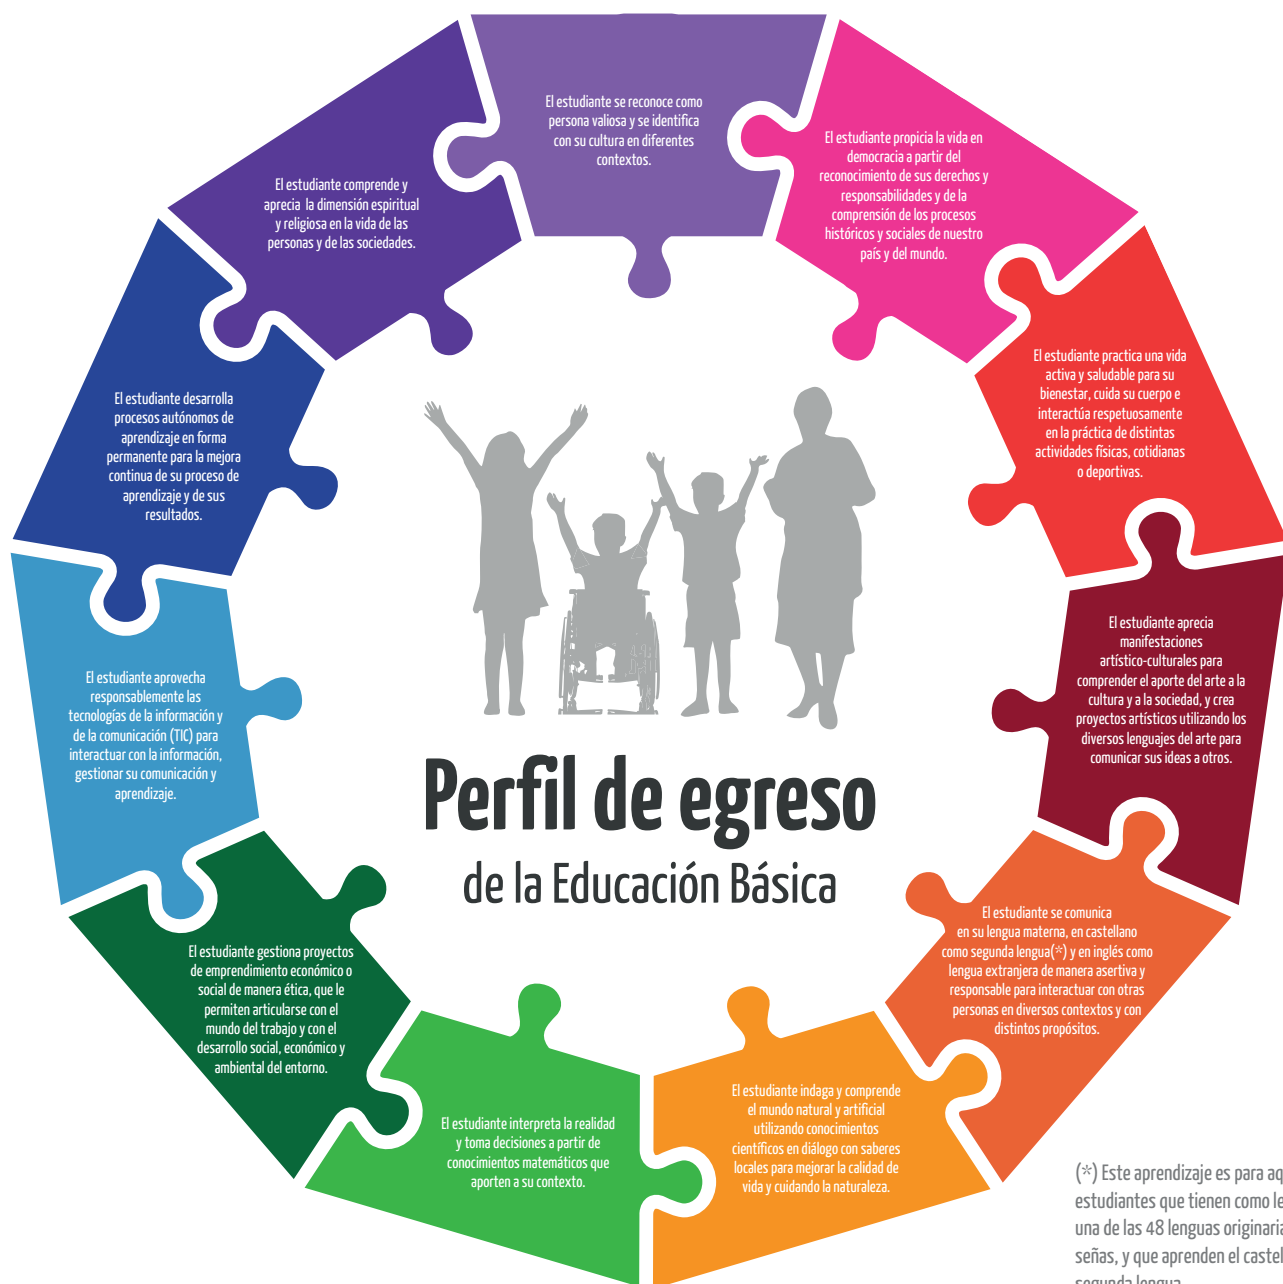 El estudiante se reconoce como
persona valiosa y se identifica
con su cultura en diferentes
contextos.
El estudiante propicia la vida en
democracia a partir del
reconocimiento de sus derechos y
responsabilidades y de la
comprensión de los procesos
históricos y sociales de nuestro
país y del mundo.
El estudiante practica una vida
activa y saludable para su
bienestar, cuida su cuerpo e
interactúa respetuosamente
en la práctica de distintas
actividades físicas, cotidianas
o deportivas.
El estudiante aprecia
manifestaciones
artístico-culturales para
comprender el aporte del arte a la
cultura y a la sociedad, y crea
proyectos artísticos utilizando los
diversos lenguajes del arte para
comunicar sus ideas a otros.
El estudiante se comunica
en su lengua materna, en castellano
como segunda lengua(*) y en inglés como
lengua extranjera de manera asertiva y
responsable para interactuar con otras
personas en diversos contextos y con
distintos propósitos.
El estudiante indaga y comprende
el mundo natural y artificial
utilizando conocimientos
científicos en diálogo con saberes
locales para mejorar la calidad de
vida y cuidando la naturaleza.
El estudiante interpreta la realidad
y toma decisiones a partir de
conocimientos matemáticos que
aporten a su contexto.
El estudiante gestiona proyectos
de emprendimiento económico o
social de manera ética, que le
permiten articularse con el
mundo del trabajo y con el
desarrollo social, económico y
ambiental del entorno.
El estudiante aprovecha
responsablemente las
tecnologías de la información y
de la comunicación (TIC) para
interactuar con la información,
gestionar su comunicación y
aprendizaje.
El estudiante desarrolla
procesos autónomos de
aprendizaje en forma
permanente para la mejora
continua de su proceso de
aprendizaje y de sus
resultados.
El estudiante comprende y
aprecia la dimensión espiritual
y religiosa en la vida de las
personas y de las sociedades.
Perfil de egreso
de la Educación Básica
(*) Este aprendizaje es para
estudiantes que tienen como
una de las 48 lenguas
señas, y que aprenden el
segunda lengua